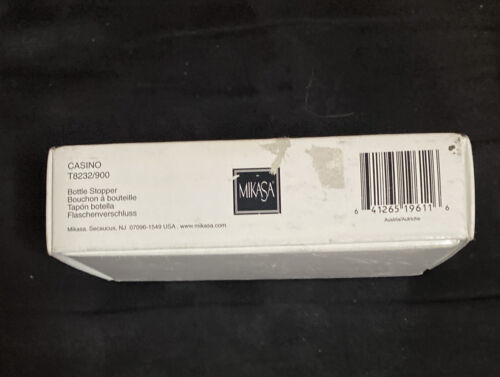 CASINO
T8232/900
Bottle Stopper
Bouchon à bouteille
Tapón botella
Flaschenverschluss
Mikasa, Secaucus, NJ 07096-1549 USA. www.mikasa.com
MIKASA
6 41265 19611 6
Austria/Autriche